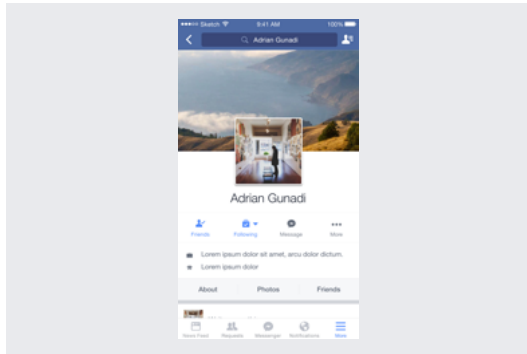 Sketch 9:41 AM 100%
Adrian Gunadi
Adrian Gunadi
Friends Following Message More
Lorem ipsum dolor sit amet, arcu dolor dictum.
Lorem ipsum dolor
About Photos Friends
News Feed Requests Messenger Notifications More